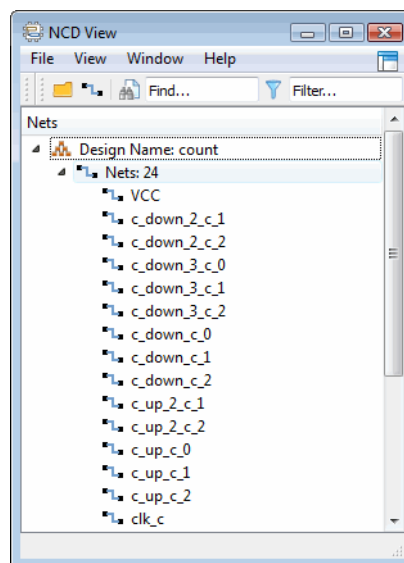 NCD View
File View Window Help
Find... Filter...
Nets
Design Name: count
Nets: 24
VCC
c_down_2_c_1
c_down_2_c_2
c_down_3_c_0
c_down_3_c_1
c_down_3_c_2
c_down_c_0
c_down_c_1
c_down_c_2
c_up_2_c_1
c_up_2_c_2
c_up_c_0
c_up_c_1
c_up_c_2
clk_c